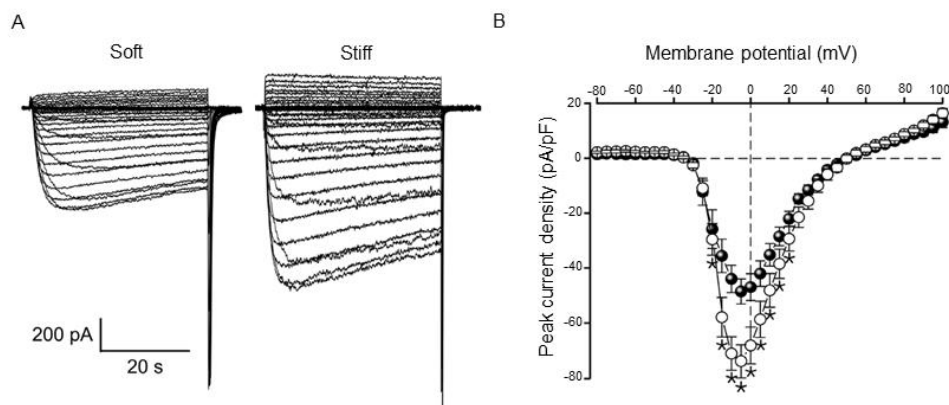 A
Soft
Stiff
200 pA
20 s
B
Membrane potential (mV)
-80 -60 -40 -20 0 20 40 60 80 100
Peak current density (pA/pF)
20
0
-20
-40
-60
-80